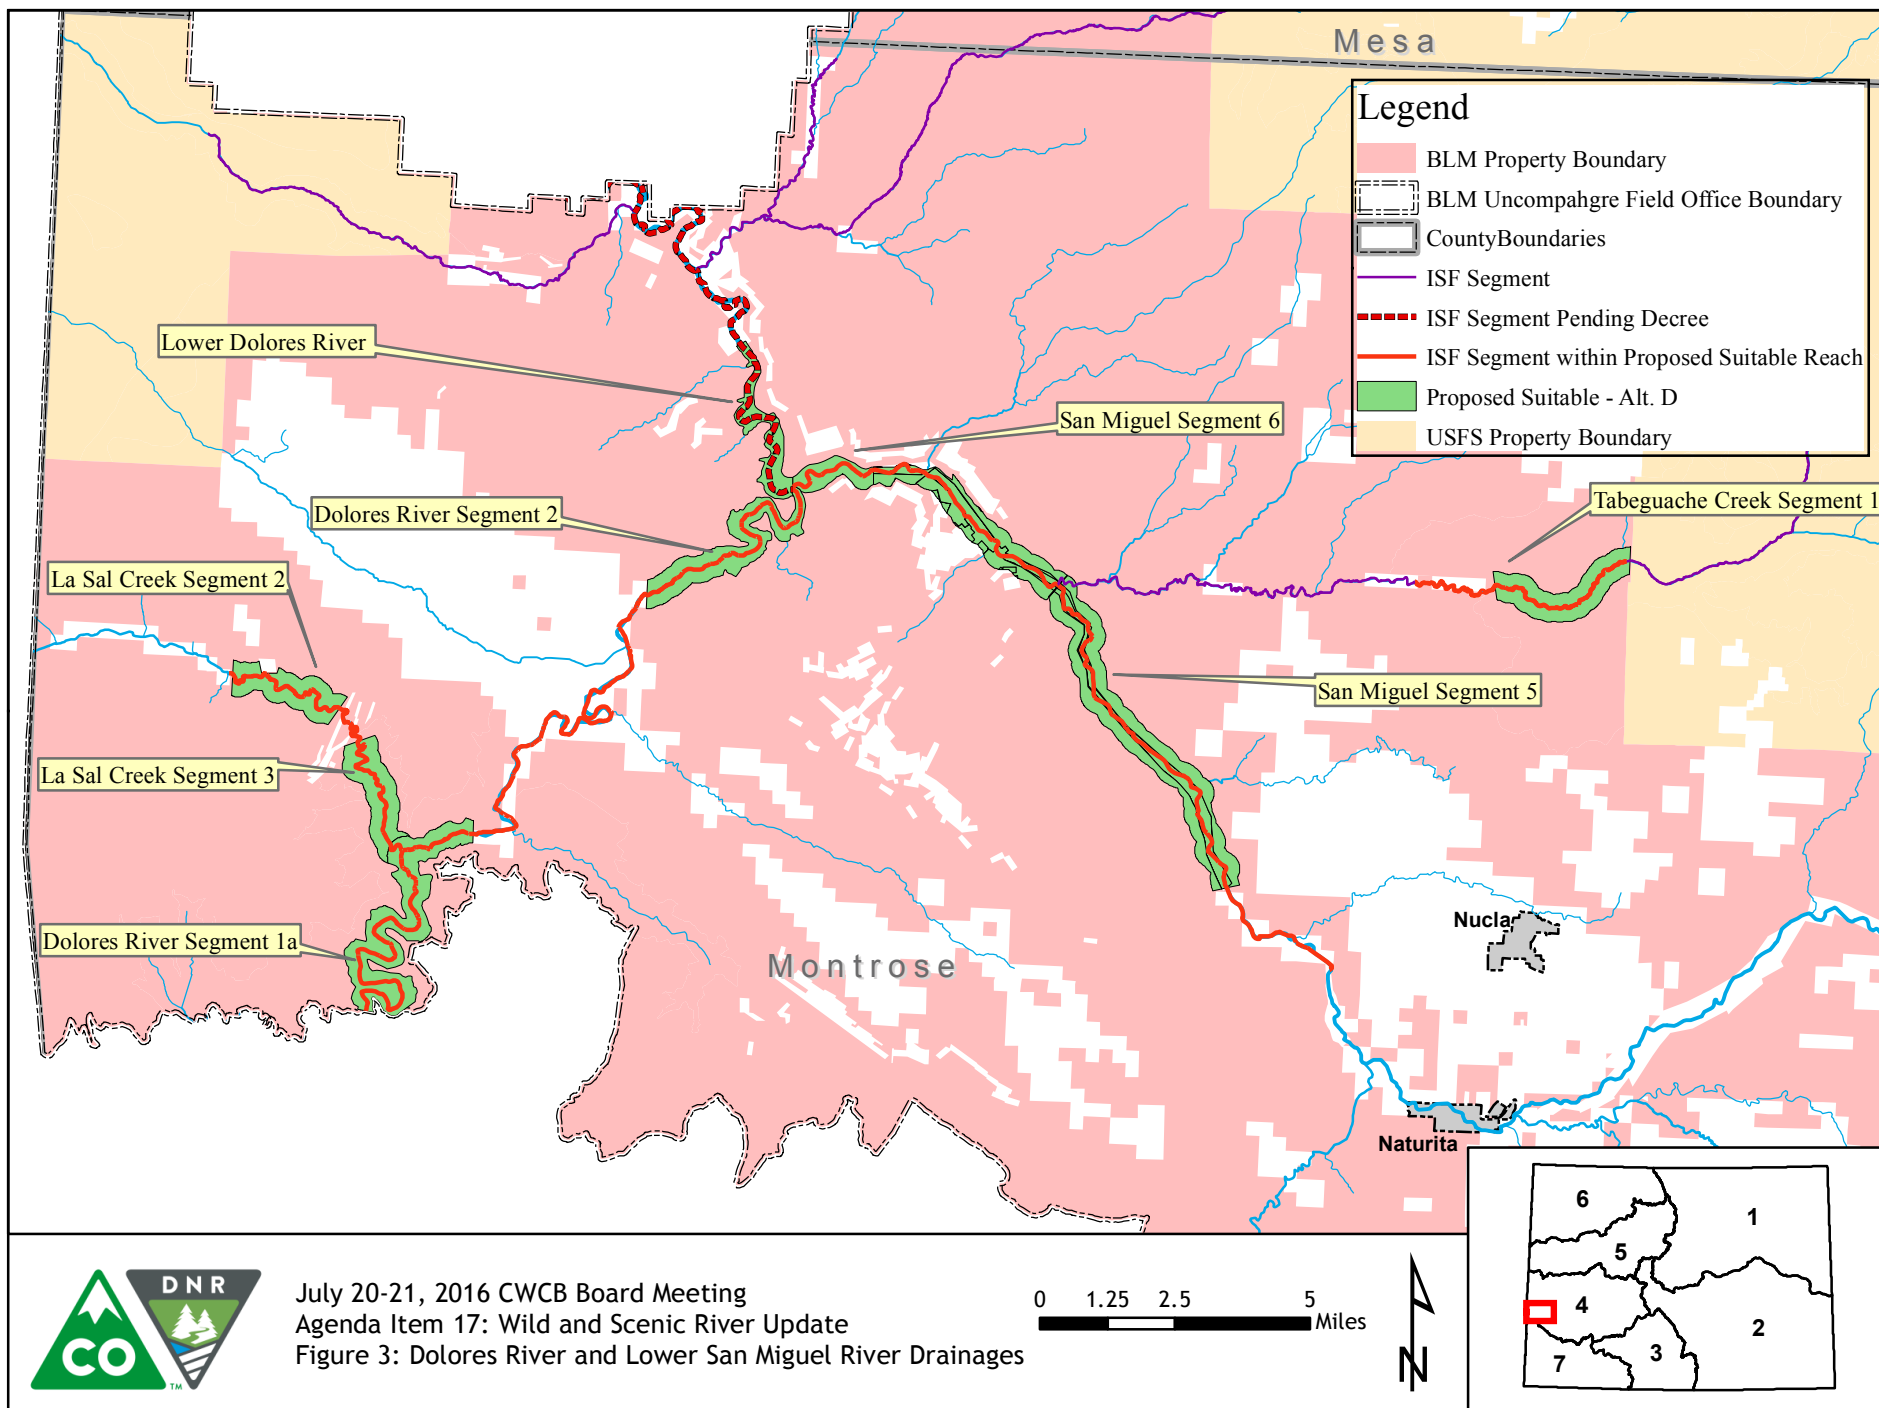 Mesa
Legend
BLM Property Boundary
BLM Uncompahgre Field Office Boundary
CountyBoundaries
ISF Segment
ISF Segment Pending Decree
ISF Segment within Proposed Suitable Reach
Proposed Suitable - Alt. D
USFS Property Boundary
Lower Dolores River
San Miguel Segment 6
Tabeguache Creek Segment 1
Dolores River Segment 2
La Sal Creek Segment 2
San Miguel Segment 5
La Sal Creek Segment 3
Dolores River Segment 1a
Nucla
Montrose
Naturita
6
1
5
4
2
3
7
DNR
CO
TM
July 20-21, 2016 CWCB Board Meeting
Agenda Item 17: Wild and Scenic River Update
Figure 3: Dolores River and Lower San Miguel River Drainages
0 1.25 2.5 5
Miles
N